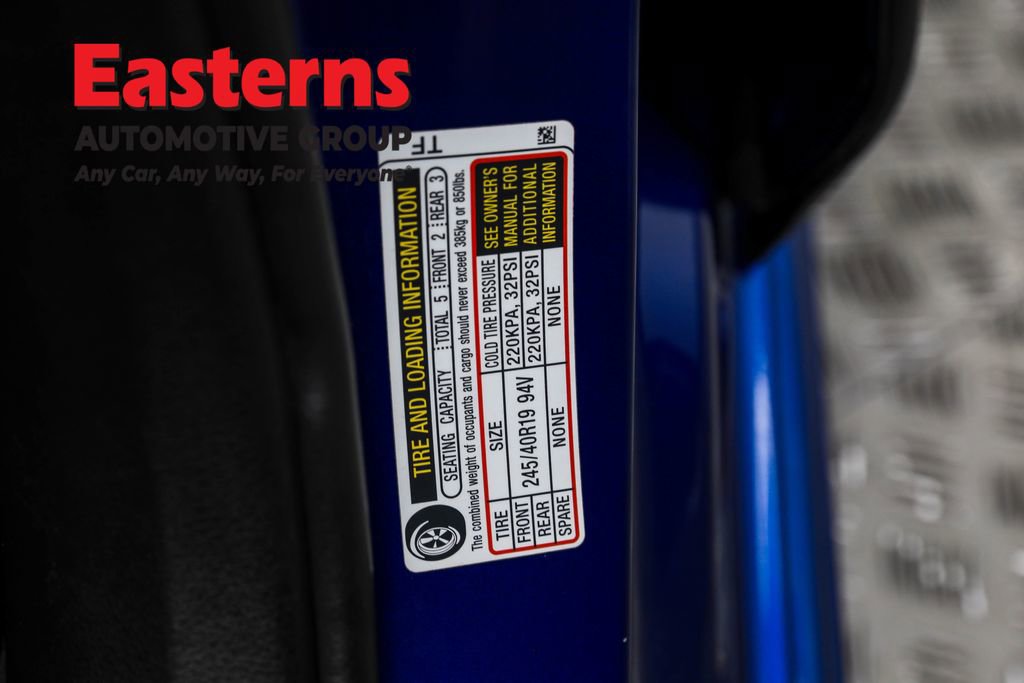 Easterns
AUTOMOTIVE GROUP
Any Car, Any Way, For Everyone
TF
TIRE AND LOADING INFORMATION
SEATING CAPACITY TOTAL 5 FRONT 2 REAR 3
The combined weight of occupants and cargo should never exceed 385kg or 850lbs.
TIRE SIZE COLD TIRE PRESSURE
FRONT 245/40R19 94V 220KPA, 32PSI
REAR 220KPA, 32PSI
SPARE NONE NONE
SEE OWNER'S
MANUAL FOR
ADDITIONAL
INFORMATION